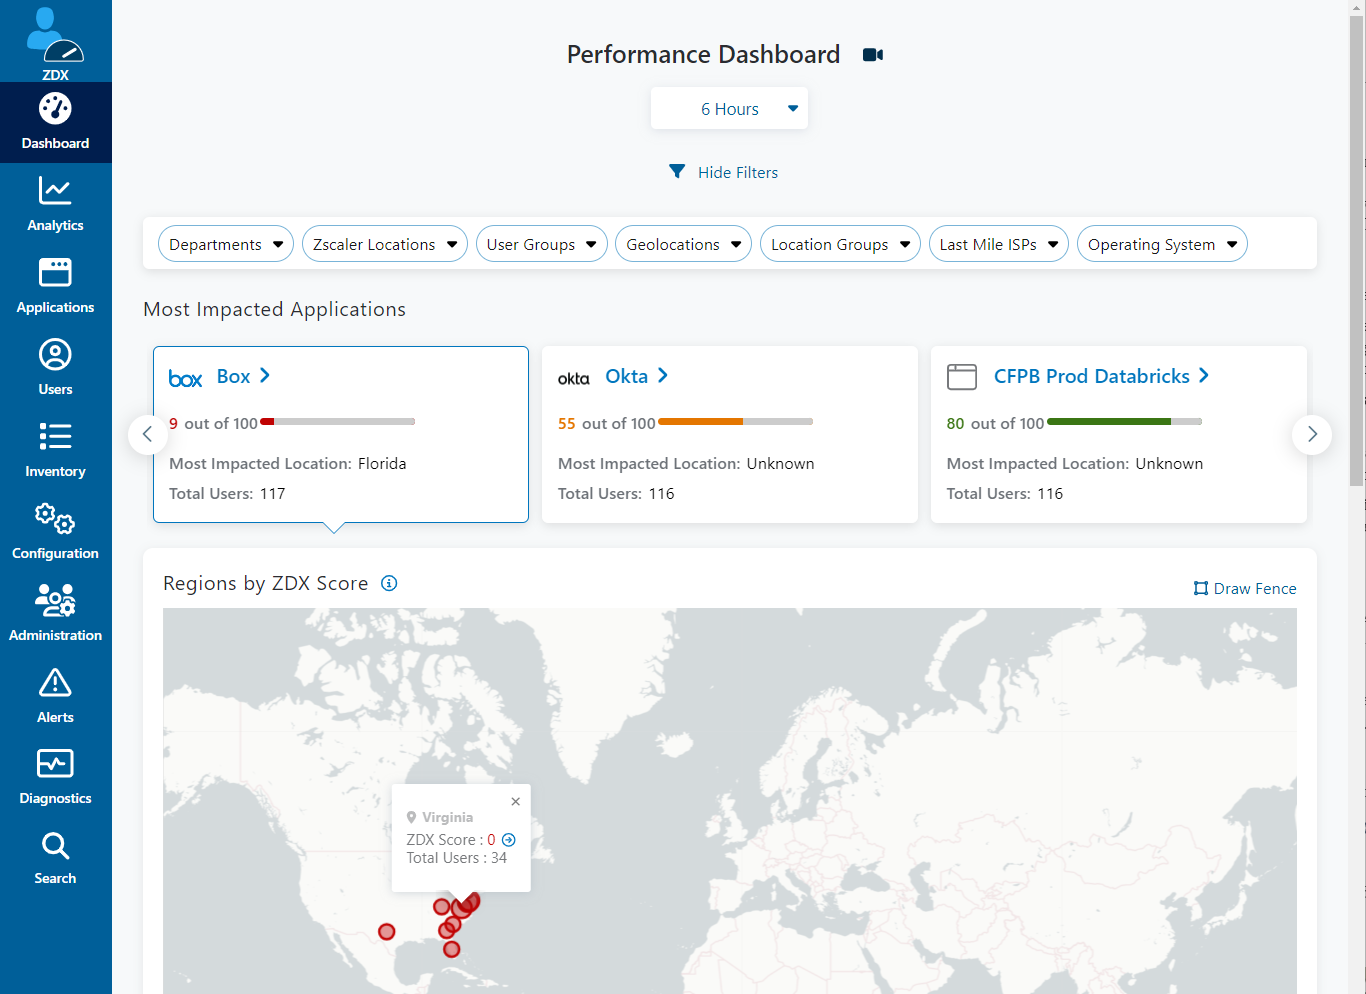 ZDX
Dashboard
Analytics
Applications
Users
Inventory
Configuration
Administration
Alerts
Diagnostics
Search
Performance Dashboard
6 Hours
Hide Filters
Departments Zscaler Locations User Groups Geolocations Location Groups Last Mile ISPs Operating System
Most Impacted Applications
box Box
9 out of 100
Most Impacted Location: Florida
Total Users: 117
okta Okta
55 out of 100
Most Impacted Location: Unknown
Total Users: 116
CFPB Prod Databricks
80 out of 100
Most Impacted Location: Unknown
Total Users: 116
Regions by ZDX Score
Draw Fence
Virginia
ZDX Score : 0
Total Users : 34